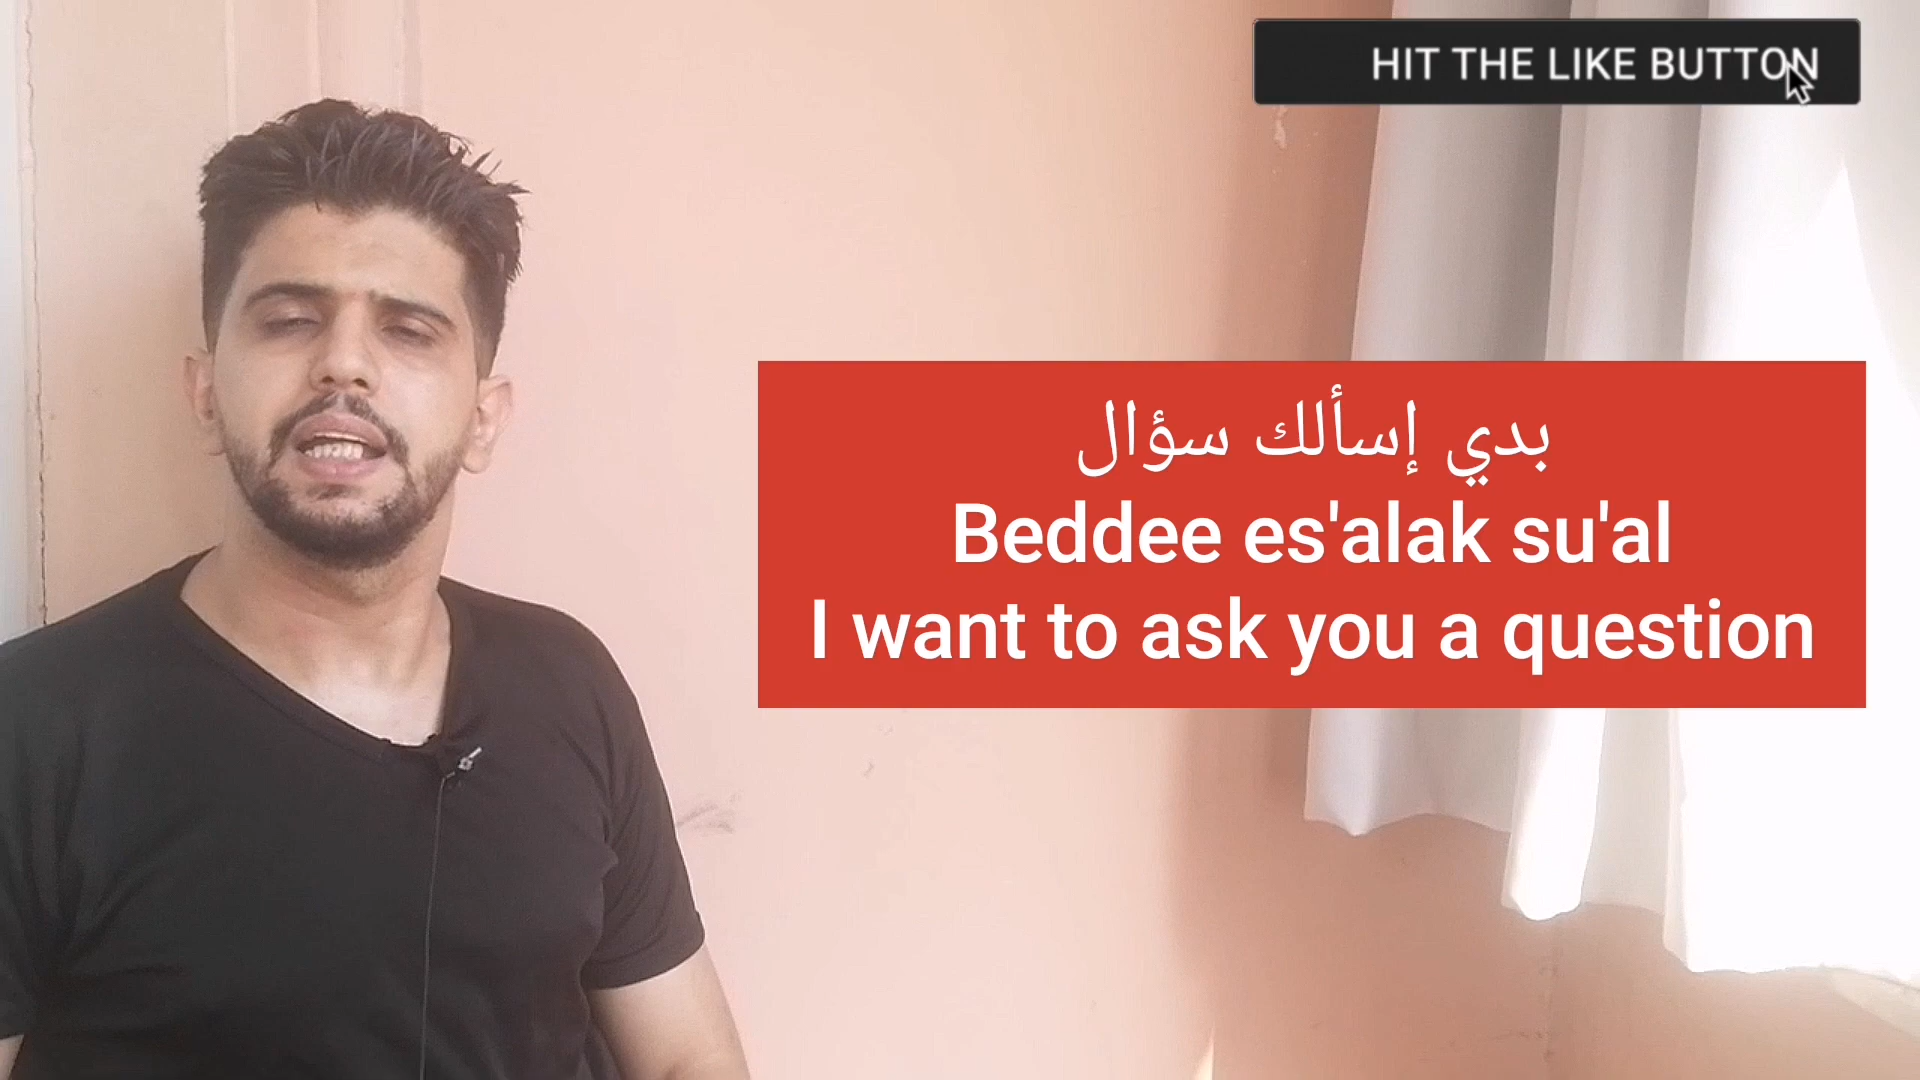 HIT THE LIKE BUTTON
بدي إسألك سؤال
Beddee es'alak su'al
I want to ask you a question